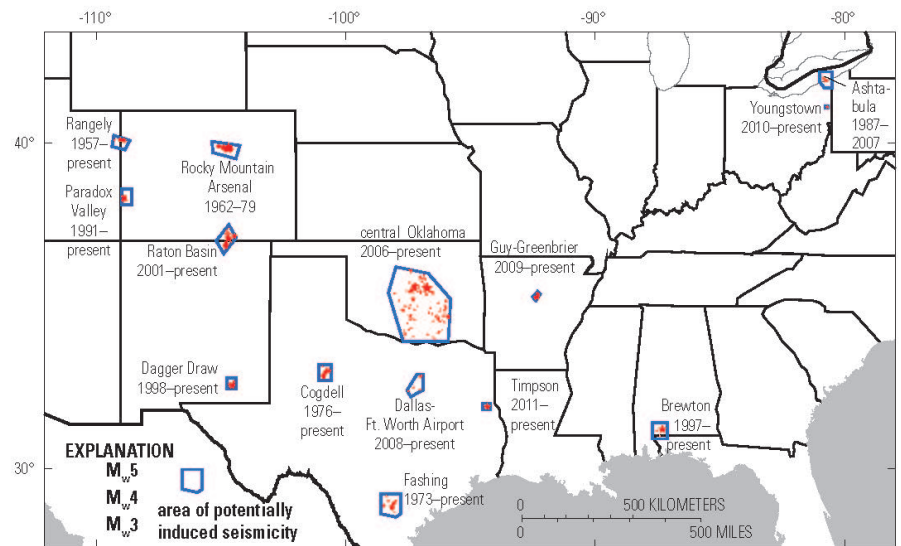 -110°
-100°
-90°
-80°
40°
30°
Rangely
1957–
present
Rocky Mountain
Arsenal
1962–79
Paradox
Valley
1991–
present
Raton Basin
2001–present
central Oklahoma
2006–present
Guy-Greenbrier
2009–present
Youngstown
2010–present
Ashta-
bula
1987–
2007
Dagger Draw
1998–present
Cogdell
1976–
present
Dallas-
Ft. Worth Airport
2008–present
Timpson
2011–
present
Brewton
1997–
present
Fashing
1973–present
EXPLANATION
Mw5
Mw4
Mw3
area of potentially
induced seismicity
0 500 KILOMETERS
0 500 MILES